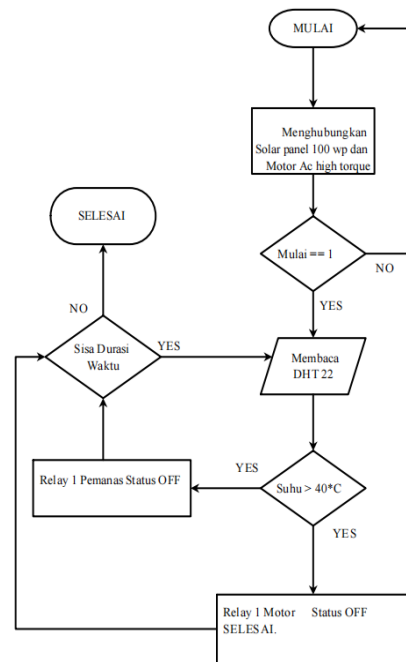 MULAI
Menghubungkan
Solar panel 100 wp dan
Motor Ac high torque
SELESAI
Mulai == 1
NO
YES
NO
Sisa Durasi
Waktu
YES
Membaca
DHT 22
YES
Relay 1 Pemanas Status OFF
Suhu > 40*C
YES
Relay 1 Motor Status OFF
SELESAI.